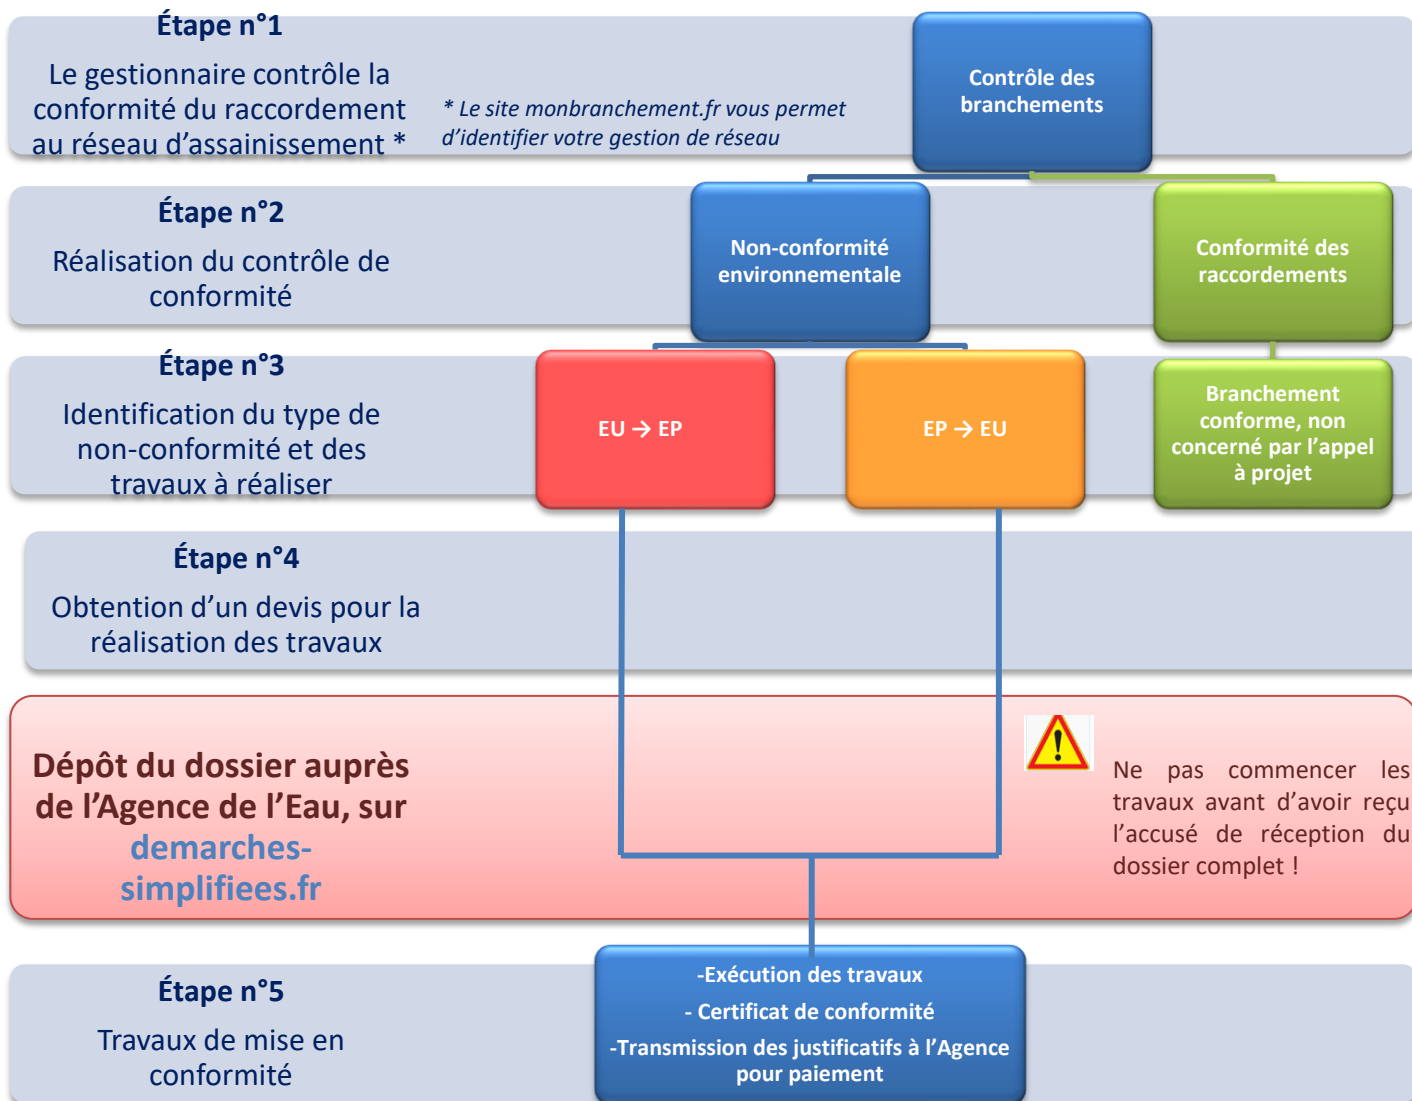 Étape n°1
Le gestionnaire contrôle la
conformité du raccordement
au réseau d'assainissement *
* Le site monbranchement.fr vous permet
d'identifier votre gestion de réseau
Contrôle des
branchements
Étape n°2
Réalisation du contrôle de
conformité
Non-conformité
environnementale
Conformité des
raccordements
Étape n°3
Identification du type de
non-conformité et des
travaux à réaliser
EU → EP
EP → EU
Branchement
conforme, non
concerné par l'appel
à projet
Étape n°4
Obtention d'un devis pour la
réalisation des travaux
Dépôt du dossier auprès
de l'Agence de l'Eau, sur
demarches-
simplifiees.fr
Ne pas commencer les
travaux avant d'avoir reçu
l'accusé de réception du
dossier complet !
Étape n°5
Travaux de mise en
conformité
-Exécution des travaux
- Certificat de conformité
-Transmission des justificatifs à l'Agence
pour paiement